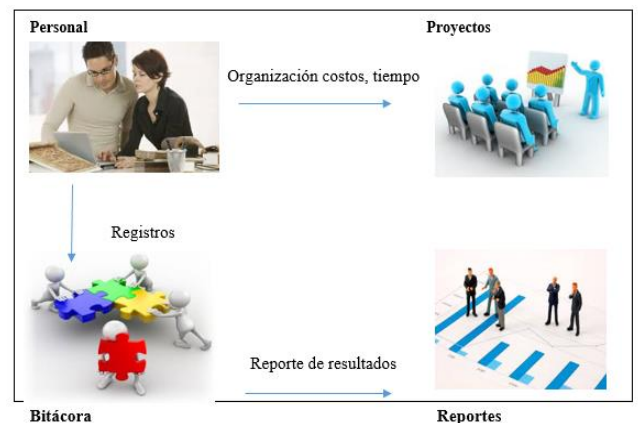 Personal
Proyectos
Organización costos, tiempo
Registros
Reporte de resultados
Bitácora
Reportes